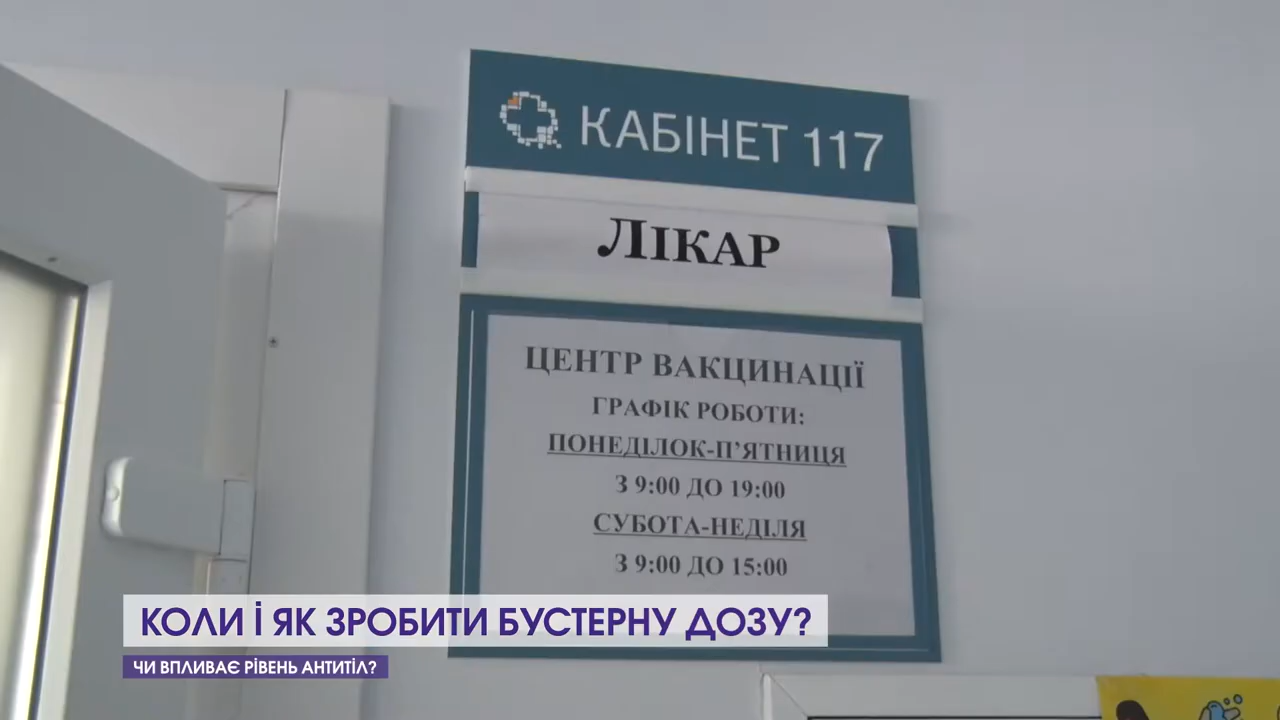 КАБІНЕТ 117
ЛІКАР
ЦЕНТР ВАКЦИНАЦІЇ
ГРАФІК РОБОТИ:
ПОНЕДІЛОК-П'ЯТНИЦЯ
З 9:00 ДО 19:00
СУБОТА-НЕДІЛЯ
З 9:00 ДО 15:00
КОЛИ І ЯК ЗРОБИТИ БУСТЕРНУ ДОЗУ?
ЧИ ВПЛИВАЄ РІВЕНЬ АНТИТІЛ?